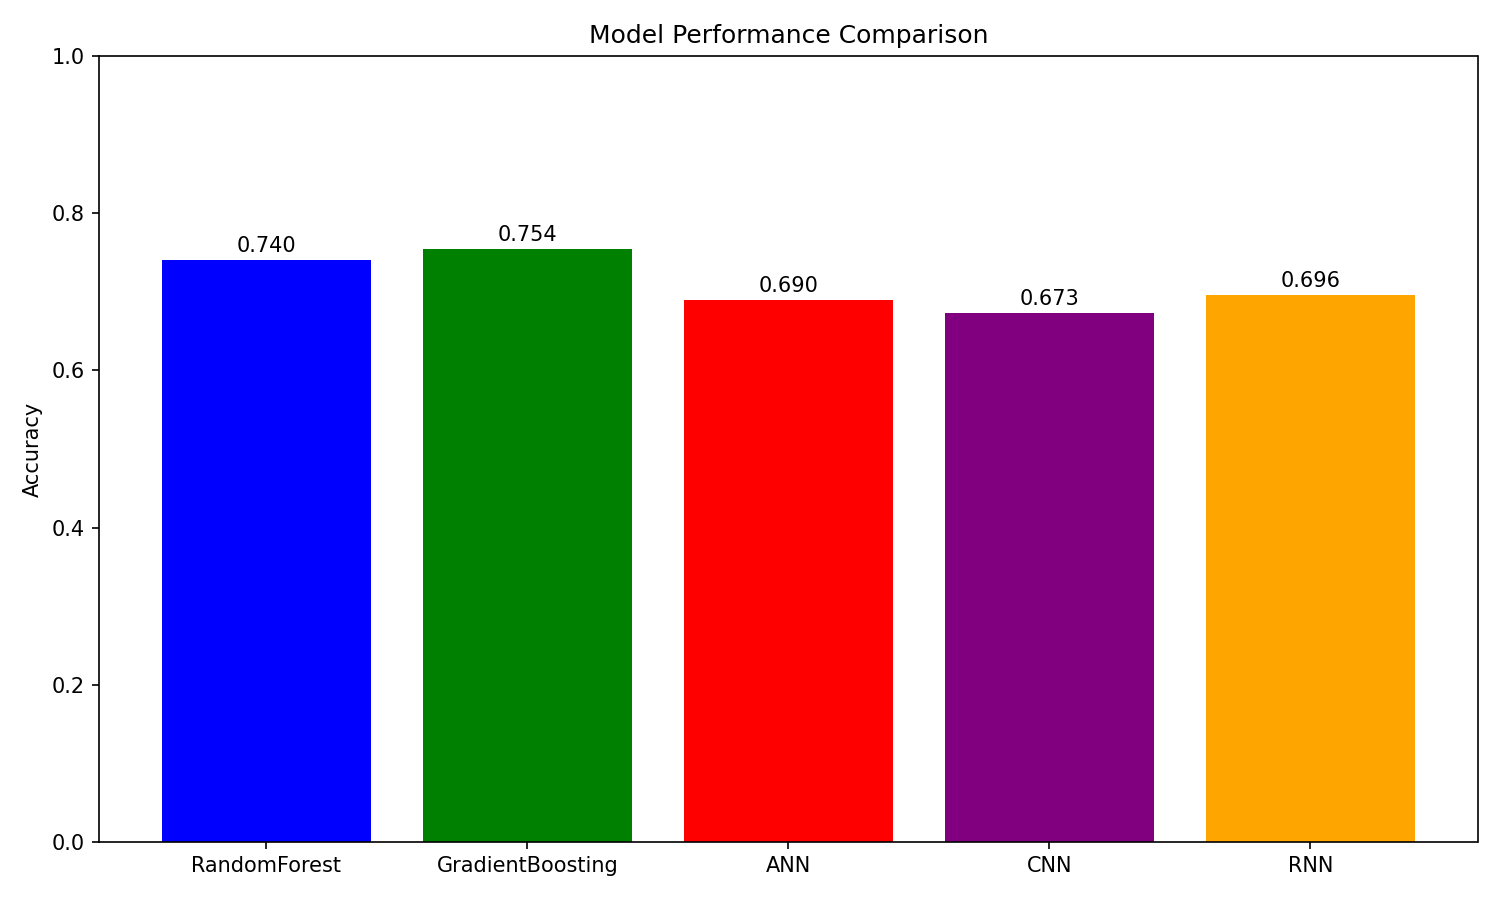 Model Performance Comparison
1.0
0.8
0.6
0.4
0.2
0.0
Accuracy
0.740
0.754
0.690
0.673
0.696
RandomForest
GradientBoosting
ANN
CNN
RNN